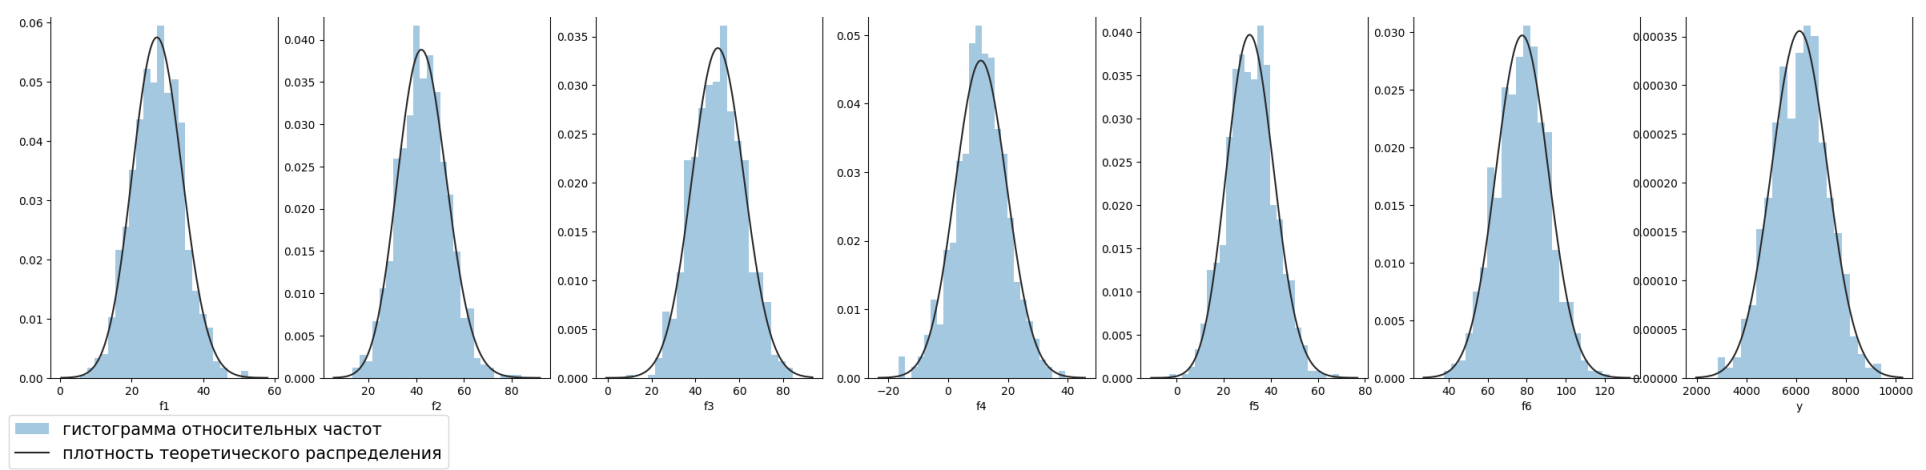 0.00 0.01 0.02 0.03 0.04 0.05 0.06
0 20 40 60
f1
0.000 0.005 0.010 0.015 0.020 0.025 0.030 0.035 0.040
20 40 60 80
f2
0.000 0.005 0.010 0.015 0.020 0.025 0.030 0.035
0 20 40 60 80
f3
0.00 0.01 0.02 0.03 0.04 0.05
−20 0 20 40
f4
0.000 0.005 0.010 0.015 0.020 0.025 0.030 0.035 0.040
0 20 40 60 80
f5
0.000 0.005 0.010 0.015 0.020 0.025 0.030
40 60 80 100 120
f6
0.00000 0.00005 0.00010 0.00015 0.00020 0.00025 0.00030 0.00035
2000 4000 6000 8000 10000
y
гистограмма относительных частот
плотность теоретического распределения